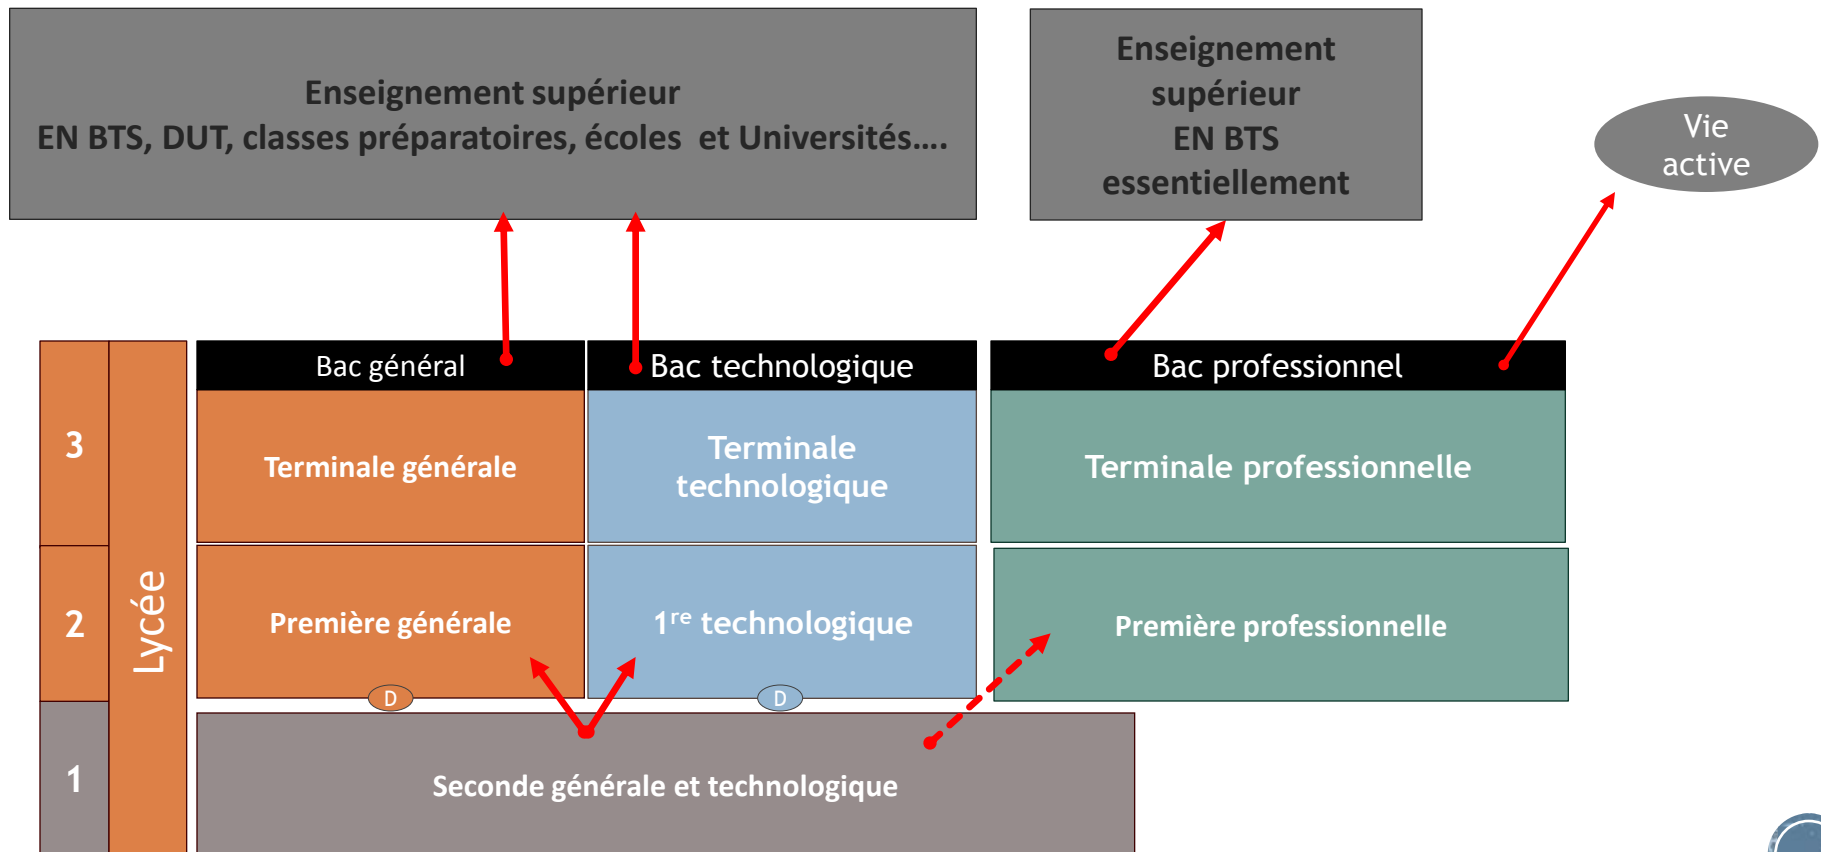 Enseignement supérieur
EN BTS, DUT, classes préparatoires, écoles et Universités....
Enseignement
supérieur
EN BTS
essentiellement
Vie
active
Bac général
Bac technologique
Bac professionnel
3
Lycée
Terminale générale
Terminale
technologique
Terminale professionnelle
2
Première générale
1re technologique
Première professionnelle
D
D
1
Seconde générale et technologique